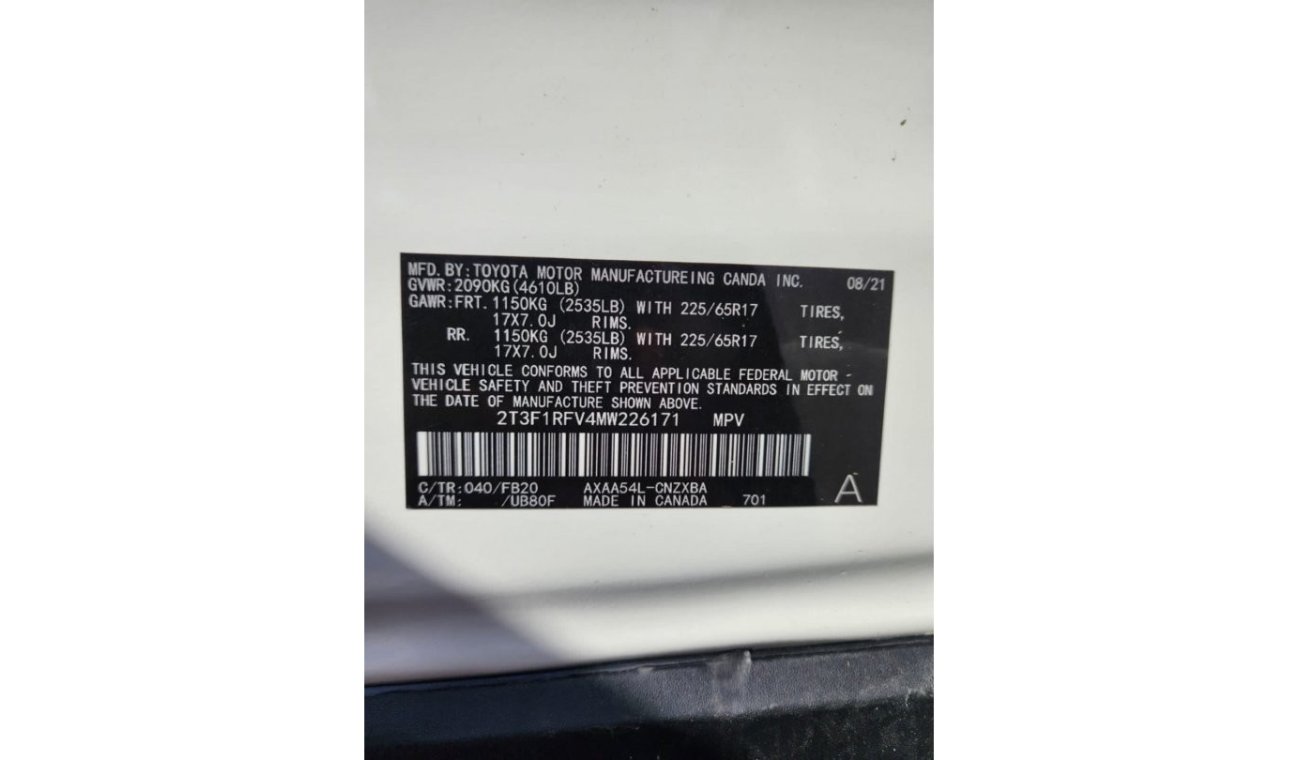 MFD. BY: TOYOTA MOTOR MANUFACTUREING CANDA INC. 08/21
GVWR: 2090KG (4610LB)
GAWR: FRT. 1150KG (2535LB) WITH 225/65R17 TIRES,
17X7.0J RIMS.
RR. 1150KG (2535LB) WITH 225/65R17 TIRES,
17X7.0J RIMS.
THIS VEHICLE CONFORMS TO ALL APPLICABLE FEDERAL MOTOR -
VEHICLE SAFETY AND THEFT PREVENTION STANDARDS IN EFFECT ON
THE DATE OF MANUFACTURE SHOWN ABOVE.
2T3F1RFV4MW226171 MPV
C/TR: 040/FB20 AXAA54L-CNZXBA
A/TM: /UB80F MADE IN CANADA 701 A